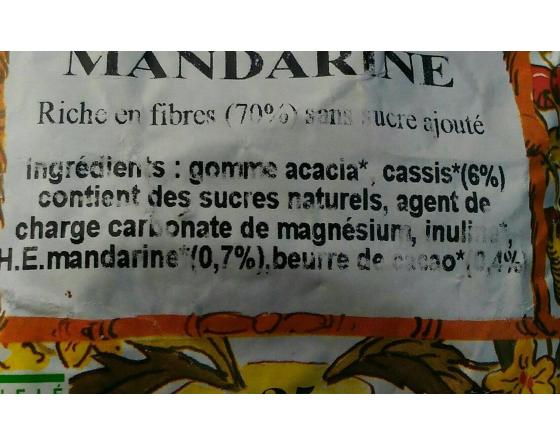 MANDARINE
Riche en fibres (70%) sans sucre ajouté
ingrédients : gomme acacia*, cassis*(6%)
contient des sucres naturels, agent de
charge carbonate de magnésium, inuline*,
H.E.mandarine*(0,7%),beurre de cacao*(0,4%)